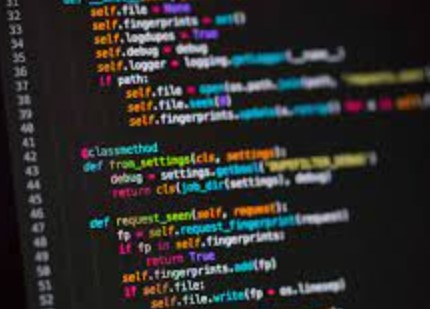 31
32 self.file = None
33 self.fingerprints = set()
34 self.logdupes = True
35 self.debug = debug
36 self.logger = logging.getLogger(__name__)
37 if path:
38 self.file = open(os.path.join(path,
39 self.file.seek(0)
40 self.fingerprints.update(
41
42 @classmethod
43 def from_settings(cls, settings):
44 debug = settings.getbool(
45 return cls(job_dir(settings), debug)
46
47 def request_seen(self, request):
48 fp = self.request_fingerprint(request)
49 if fp in self.fingerprints:
50 return True
51 self.fingerprints.add(fp)
52 if self.file:
self.file.write(fp + os.linesep)